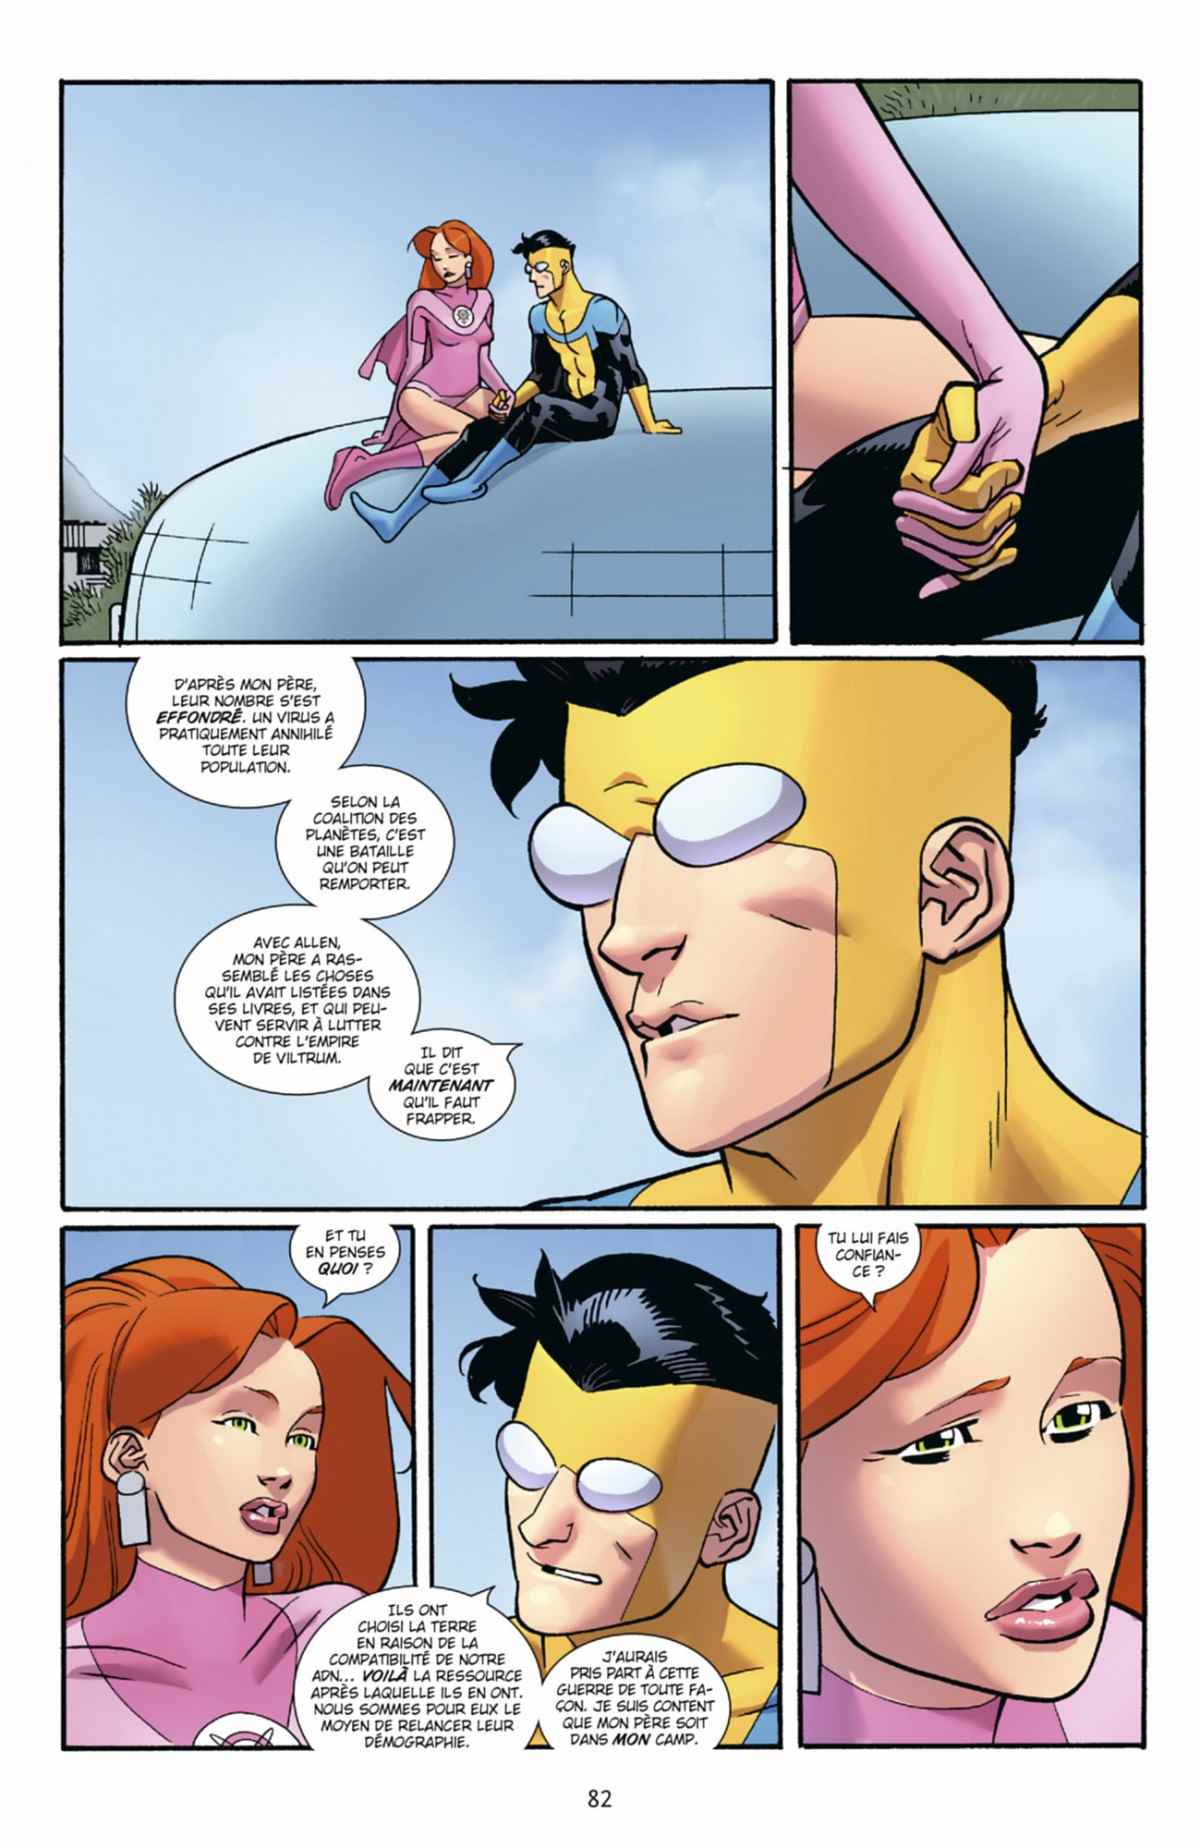 D'APRÈS MON PÈRE,
LEUR NOMBRE S'EST
EFFONDRÉ. UN VIRUS A
PRATIQUEMENT ANNIHILÉ
TOUTE LEUR
POPULATION.
SELON LA
COALITION DES
PLANÈTES, C'EST
UNE BATAILLE
QU'ON PEUT
REMPORTER.
AVEC ALLEN,
MON PÈRE A RAS-
SEMBLÉ LES CHOSES
QU'IL AVAIT LISTÉES DANS
SES LIVRES, ET QUI PEU-
VENT SERVIR À LUTTER
CONTRE L'EMPIRE
DE VILTRUM.
IL DIT
QUE C'EST
MAINTENANT
QU'IL FAUT
FRAPPER.
ET TU
EN PENSES
QUOI ?
ILS ONT
CHOISI LA TERRE
EN RAISON DE LA
COMPATIBILITÉ DE NOTRE
ADN... VOILÀ LA RESSOURCE
APRÈS LAQUELLE ILS EN ONT.
NOUS SOMMES POUR EUX LE
MOYEN DE RELANCER LEUR
DÉMOGRAPHIE.
J'AURAIS
PRIS PART À CETTE
GUERRE DE TOUTE FA-
ÇON. JE SUIS CONTENT
QUE MON PÈRE SOIT
DANS MON CAMP.
TU LUI FAIS
CONFIAN-
CE ?
82